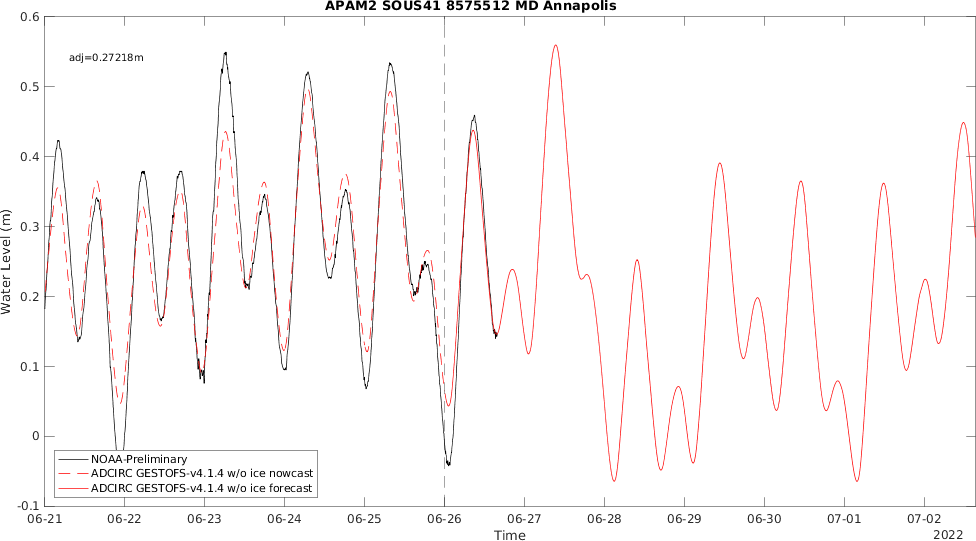 APAM2 SOUS41 8575512 MD Annapolis
0.6
adj=0.27218m
0.5
0.4
0.3
0.2
0.1
0
-0.1
Water Level (m)
NOAA-Preliminary
ADCIRC GESTOFS-v4.1.4 w/o ice nowcast
ADCIRC GESTOFS-v4.1.4 w/o ice forecast
06-21 06-22 06-23 06-24 06-25 06-26 06-27 06-28 06-29 06-30 07-01 07-02
Time
2022